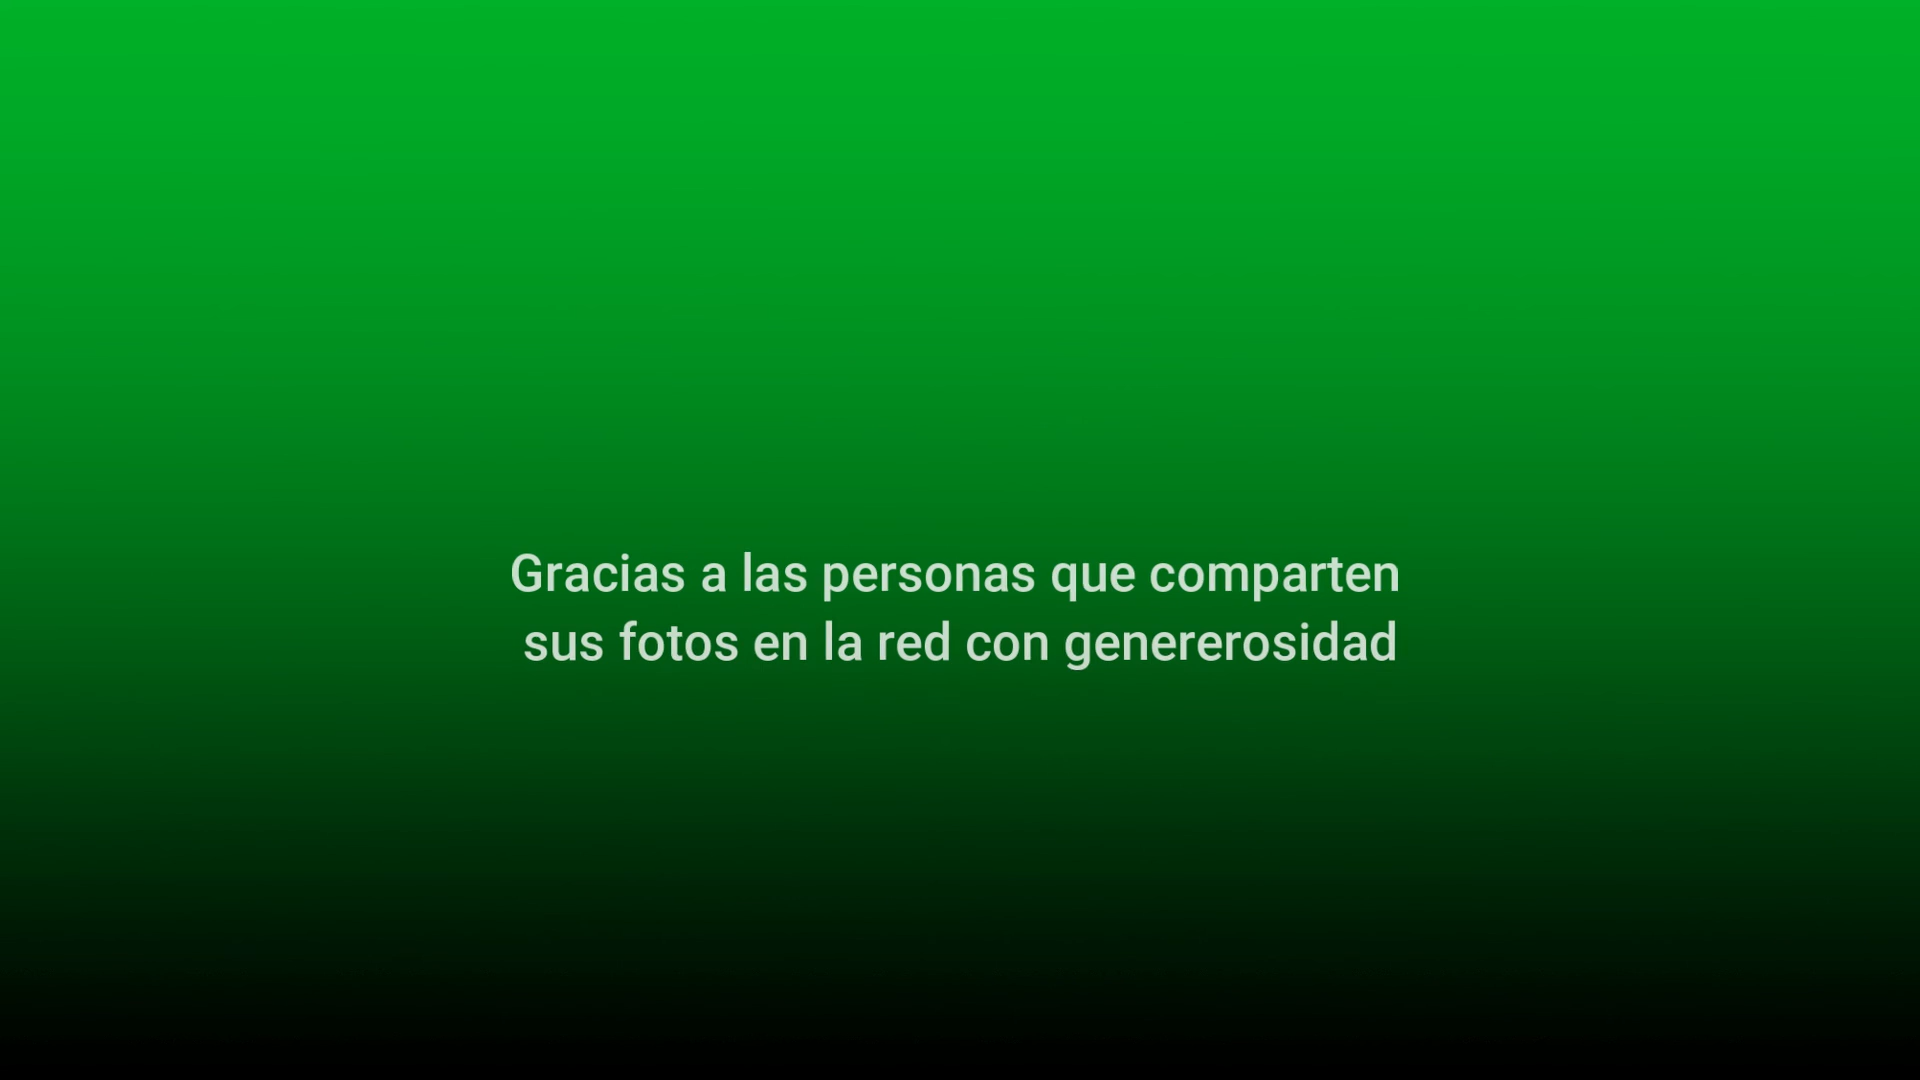 Gracias a las personas que comparten
sus fotos en la red con genererosidad